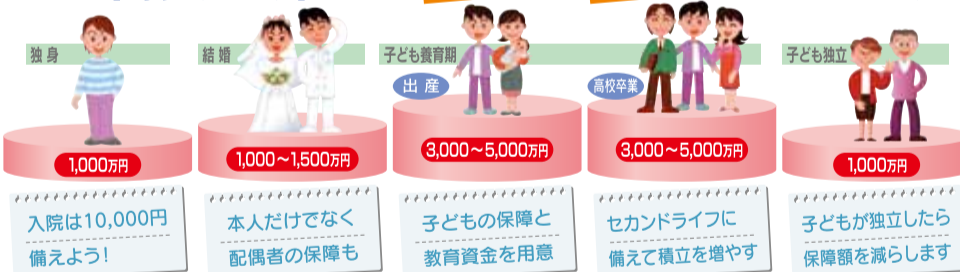 独身
1,000万円
入院は10,000円
備えよう!
結婚
1,000〜1,500万円
本人だけでなく
配偶者の保障も
子ども養育期
出産
3,000〜5,000万円
子どもの保障と
教育資金を用意
高校卒業
3,000〜5,000万円
セカンドライフに
備えて積立を増やす
子ども独立
1,000万円
子どもが独立したら
保障額を減らします